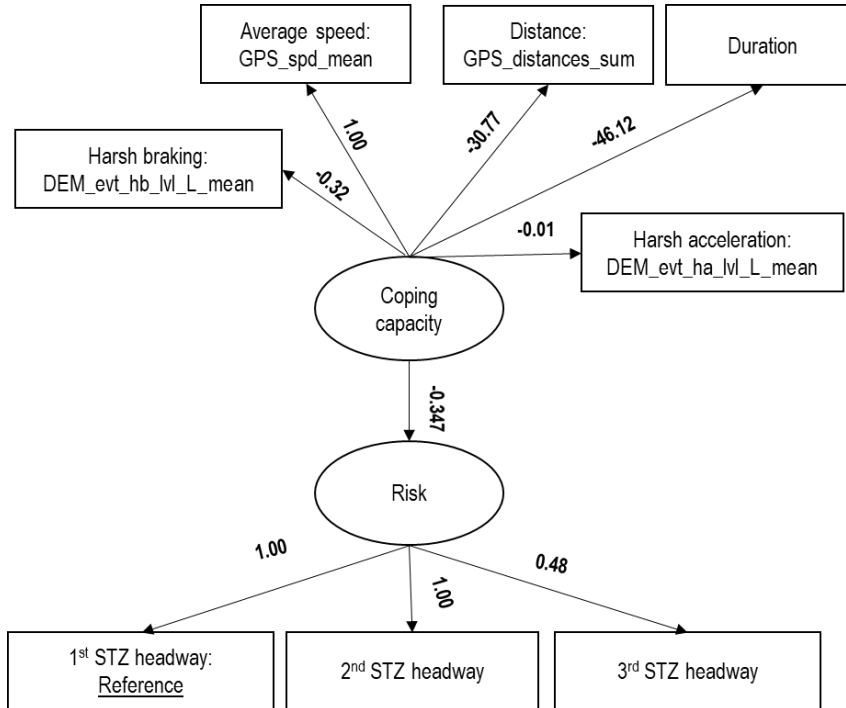 Average speed:
GPS_spd_mean
Distance:
GPS_distances_sum
Duration
Harsh braking:
DEM_evt_hb_lvl_L_mean
1.00
-30.77
-46.12
-0.32
-0.01
Harsh acceleration:
DEM_evt_ha_lvl_L_mean
Coping
capacity
-0.347
Risk
1.00
1.00
0.48
1st STZ headway:
Reference
2nd STZ headway
3rd STZ headway